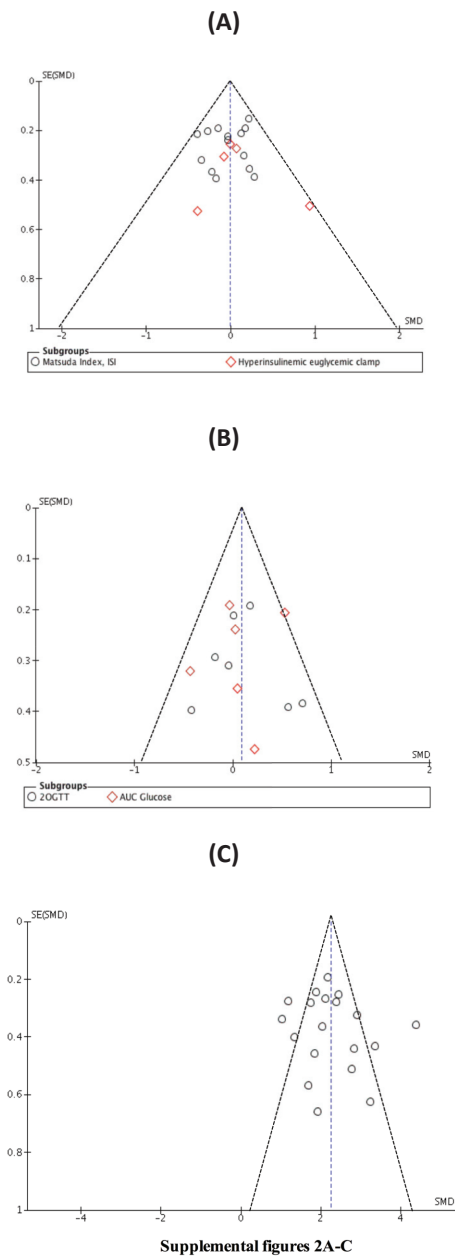 (A)
SE(SMD)
0
0.2
0.4
0.6
0.8
1
-2 -1 0 1 2
SMD
Subgroups
Matsuda Index, ISI Hyperinsulinemic euglycemic clamp
(B)
SE(SMD)
0
0.1
0.2
0.3
0.4
0.5
-2 -1 0 1 2
SMD
Subgroups
2OGTT AUC Glucose
(C)
SE(SMD)
0
0.2
0.4
0.6
0.8
1
-4 -2 0 2 4
SMD
Supplemental figures 2A-C